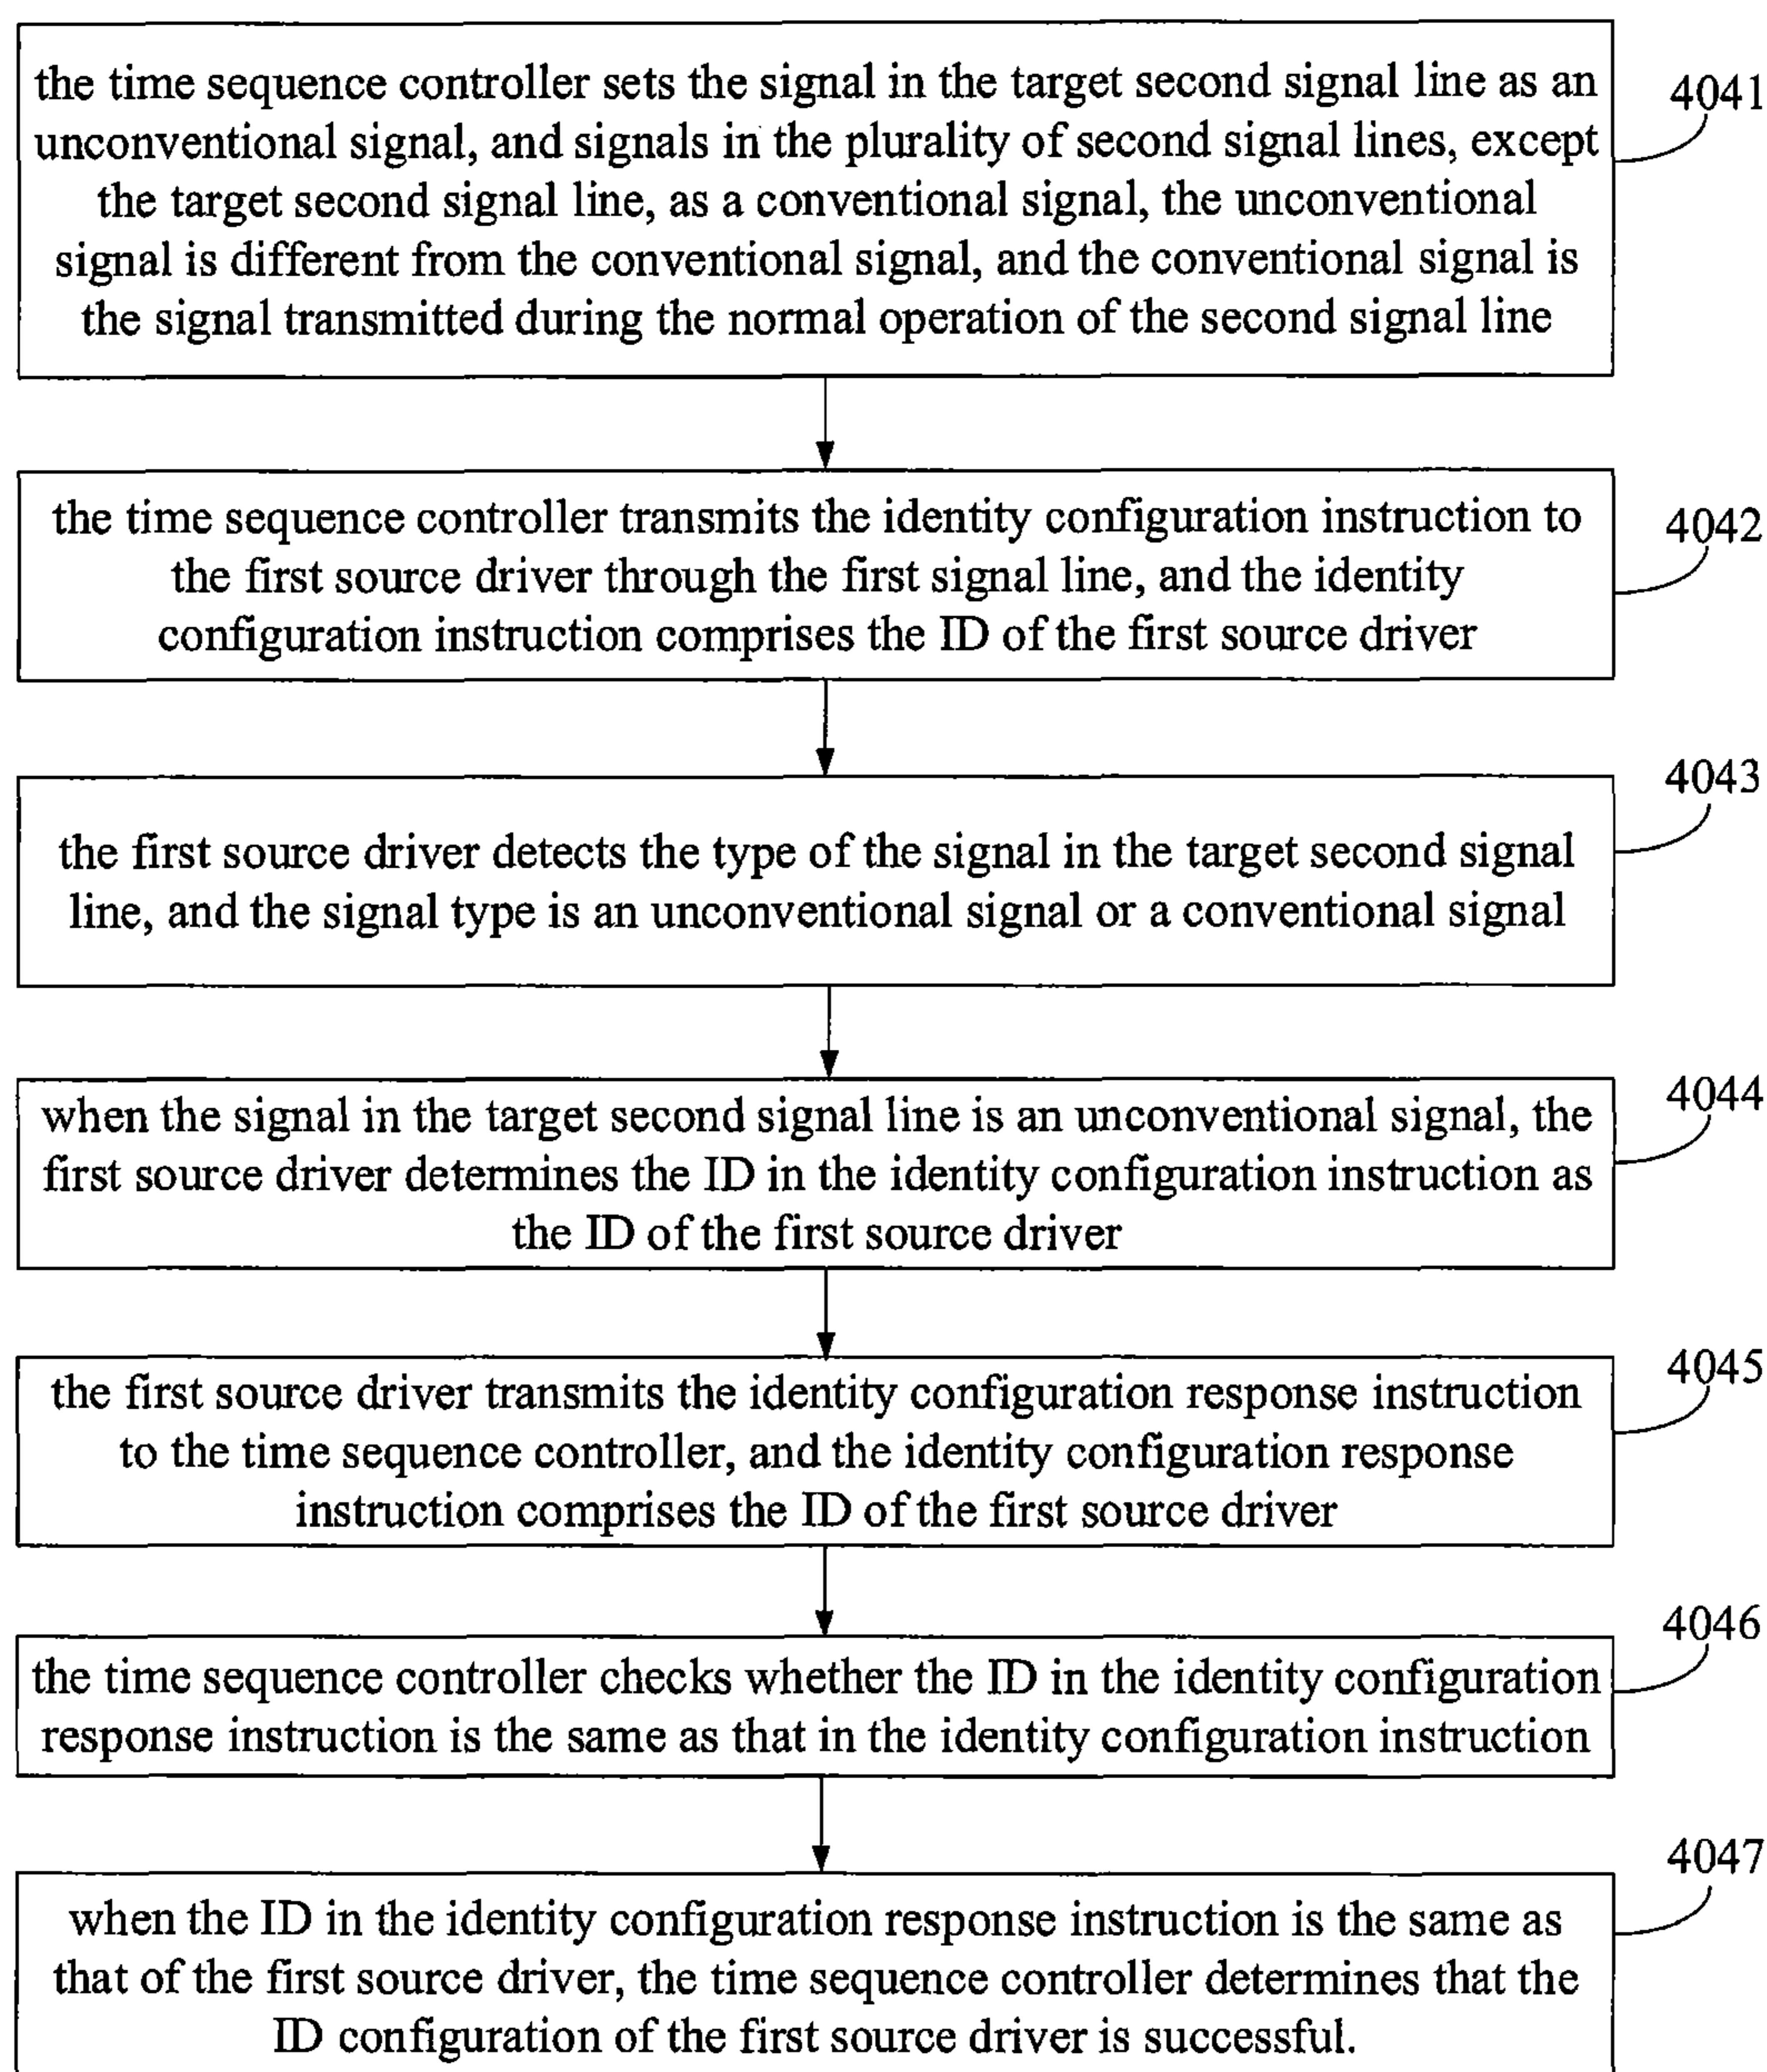 the time sequence controller sets the signal in the target second signal line as an
unconventional signal, and signals in the plurality of second signal lines, except
the target second signal line, as a conventional signal, the unconventional
signal is different from the conventional signal, and the conventional signal is
the signal transmitted during the normal operation of the second signal line
4041
the time sequence controller transmits the identity configuration instruction to
the first source driver through the first signal line, and the identity
configuration instruction comprises the ID of the first source driver
4042
the first source driver detects the type of the signal in the target second signal
line, and the signal type is an unconventional signal or a conventional signal
4043
when the signal in the target second signal line is an unconventional signal, the
first source driver determines the ID in the identity configuration instruction as
the ID of the first source driver
4044
the first source driver transmits the identity configuration response instruction
to the time sequence controller, and the identity configuration response
instruction comprises the ID of the first source driver
4045
the time sequence controller checks whether the ID in the identity configuration
response instruction is the same as that in the identity configuration instruction
4046
when the ID in the identity configuration response instruction is the same as
that of the first source driver, the time sequence controller determines that the
ID configuration of the first source driver is successful.
4047